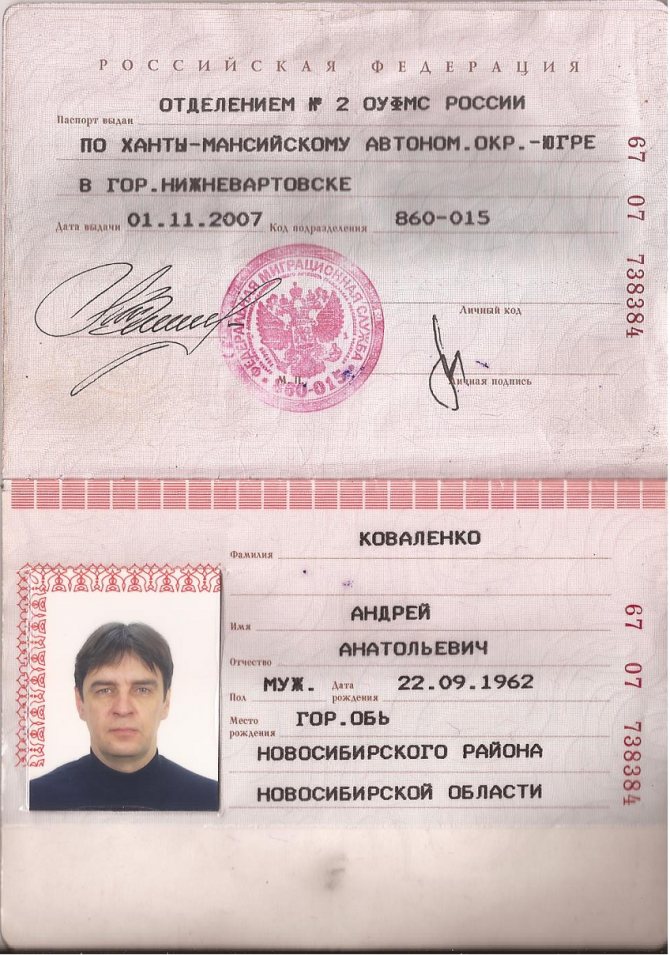 РОССИЙСКАЯ ФЕДЕРАЦИЯ
Паспорт выдан ОТДЕЛЕНИЕМ № 2 ОУФМС РОССИИ
ПО ХАНТЫ-МАНСИЙСКОМУ АВТОНОМ.ОКР.-ЮГРЕ
В ГОР.НИЖНЕВАРТОВСКЕ
Дата выдачи 01.11.2007 Код подразделения 860-015
67 07 738384
ФЕДЕРАЛЬНАЯ МИГРАЦИОННАЯ СЛУЖБА
860-015
Личный код
М.П.
Личная подпись
Фамилия КОВАЛЕНКО
Имя АНДРЕЙ
Отчество АНАТОЛЬЕВИЧ
Пол МУЖ. Дата рождения 22.09.1962
Место рождения ГОР.ОБЬ
НОВОСИБИРСКОГО РАЙОНА
НОВОСИБИРСКОЙ ОБЛАСТИ
67 07 738384